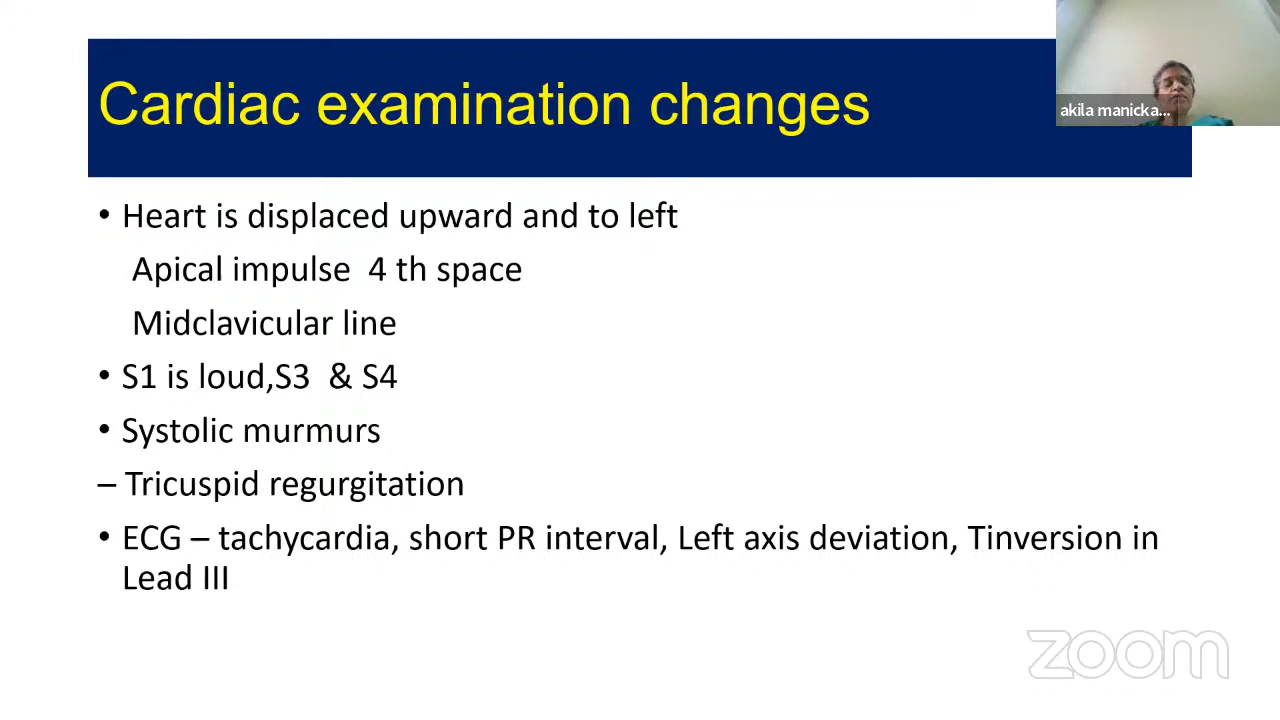 Cardiac examination changes
akila manicka...
• Heart is displaced upward and to left
Apical impulse 4 th space
Midclavicular line
• S1 is loud,S3 & S4
• Systolic murmurs
– Tricuspid regurgitation
• ECG – tachycardia, short PR interval, Left axis deviation, Tinversion in
Lead III
zoom